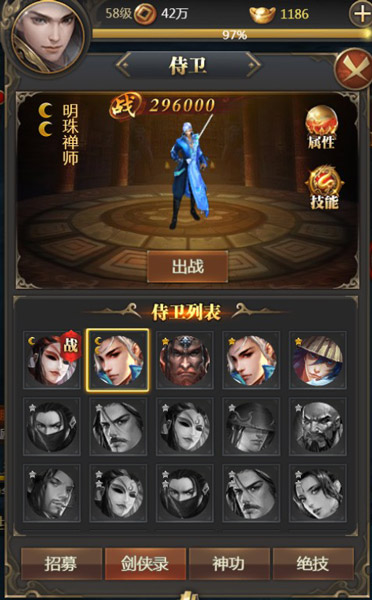 58级 42万 1186
97%
侍卫
战 296000
明珠禅师
属性
技能
出战
侍卫列表
战
招募 剑侠录 神功 绝技